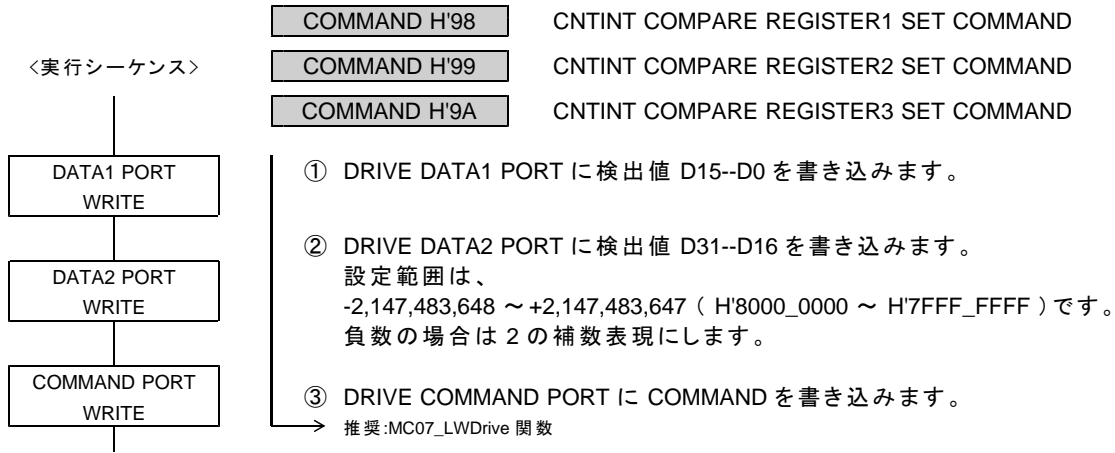 COMMAND H'98 CNTINT COMPARE REGISTER1 SET COMMAND
<実行シーケンス> COMMAND H'99 CNTINT COMPARE REGISTER2 SET COMMAND
COMMAND H'9A CNTINT COMPARE REGISTER3 SET COMMAND
DATA1 PORT
WRITE
① DRIVE DATA1 PORT に検出値 D15--D0 を書き込みます。
② DRIVE DATA2 PORT に検出値 D31--D16 を書き込みます。
DATA2 PORT
WRITE
設定範囲は、
-2,147,483,648 ～ +2,147,483,647 ( H'8000_0000 ～ H'7FFF_FFFF ) です。
負数の場合は 2 の補数表現にします。
COMMAND PORT
WRITE
③ DRIVE COMMAND PORT に COMMAND を書き込みます。
推奨:MC07_LWDrive 関数